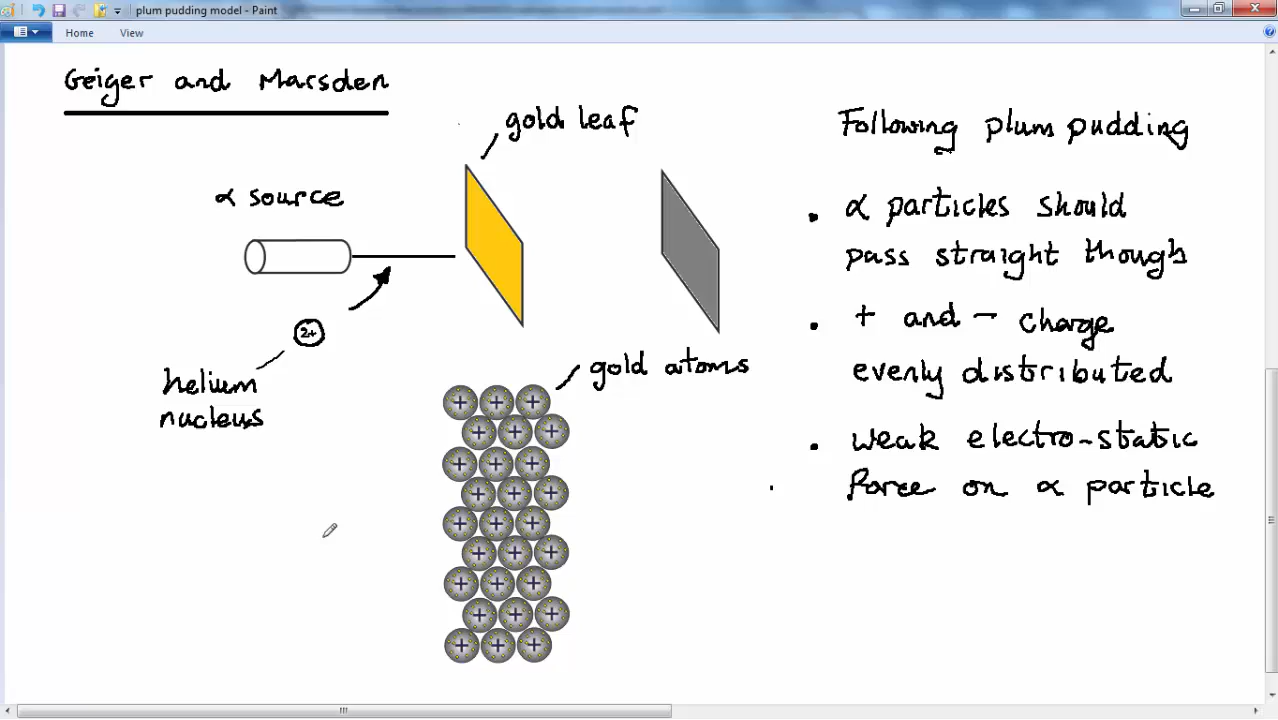 plum pudding model - Paint
Home View
Geiger and Marsden
gold leaf
α source
2+
helium
nucleus
gold atoms
+ + +
+ + +
+ + +
+ + +
+ + +
+ + +
+ + +
+ + +
+ + +
Following plum pudding
• α particles should
pass straight though
• + and - charge
evenly distributed
• weak electro-static
force on α particle